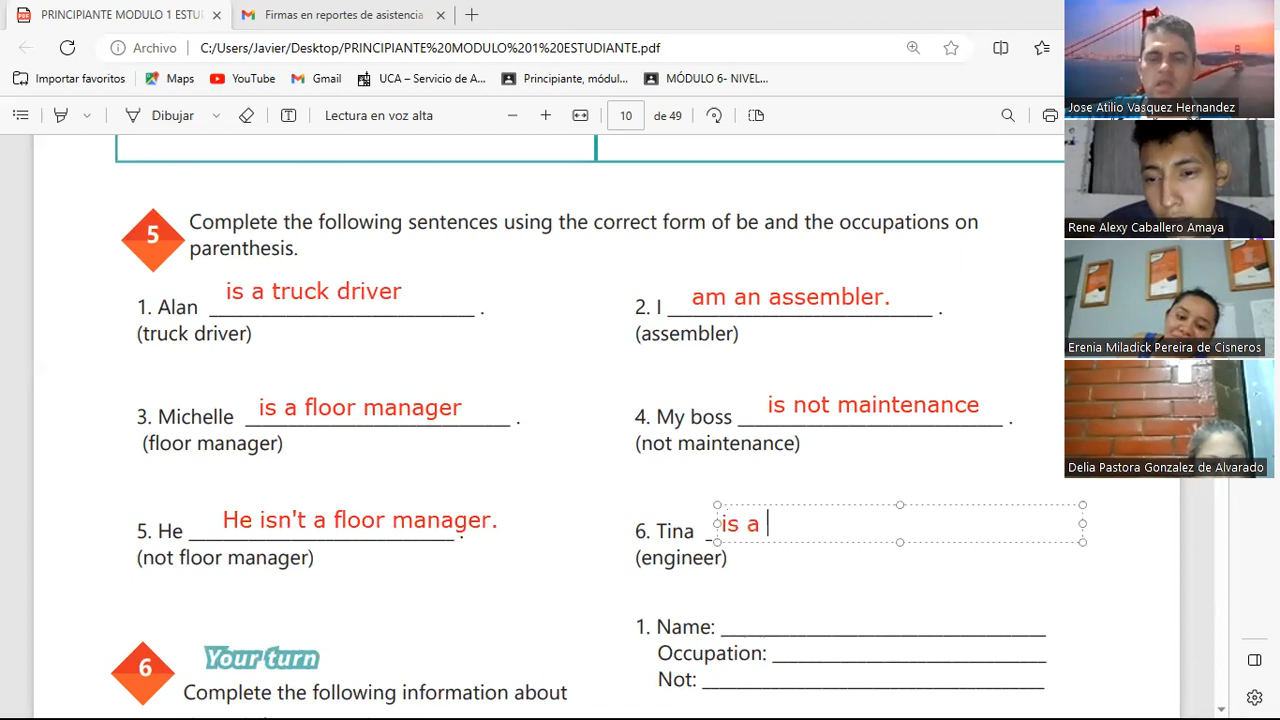 PRINCIPIANTE MODULO 1 ESTU
Firmas en reportes de asistencia
Archivo
C:/Users/Javier/Desktop/PRINCIPIANTE%20MODULO%201%20ESTUDIANTE.pdf
Importar favoritos
Maps
YouTube
Gmail
UCA – Servicio de A...
Principiante, módul...
MÓDULO 6- NIVEL...
Dibujar
Lectura en voz alta
10
de 49
5
Complete the following sentences using the correct form of be and the occupations on
parenthesis.
1. Alan is a truck driver .
(truck driver)
2. I am an assembler. .
(assembler)
3. Michelle is a floor manager .
(floor manager)
4. My boss is not maintenance .
(not maintenance)
5. He He isn't a floor manager. .
(not floor manager)
6. Tina is a
(engineer)
1. Name:
Occupation:
Not:
6
Your turn
Complete the following information about
Jose Atilio Vasquez Hernandez
Rene Alexy Caballero Amaya
Erenia Miladick Pereira de Cisneros
Delia Pastora Gonzalez de Alvarado